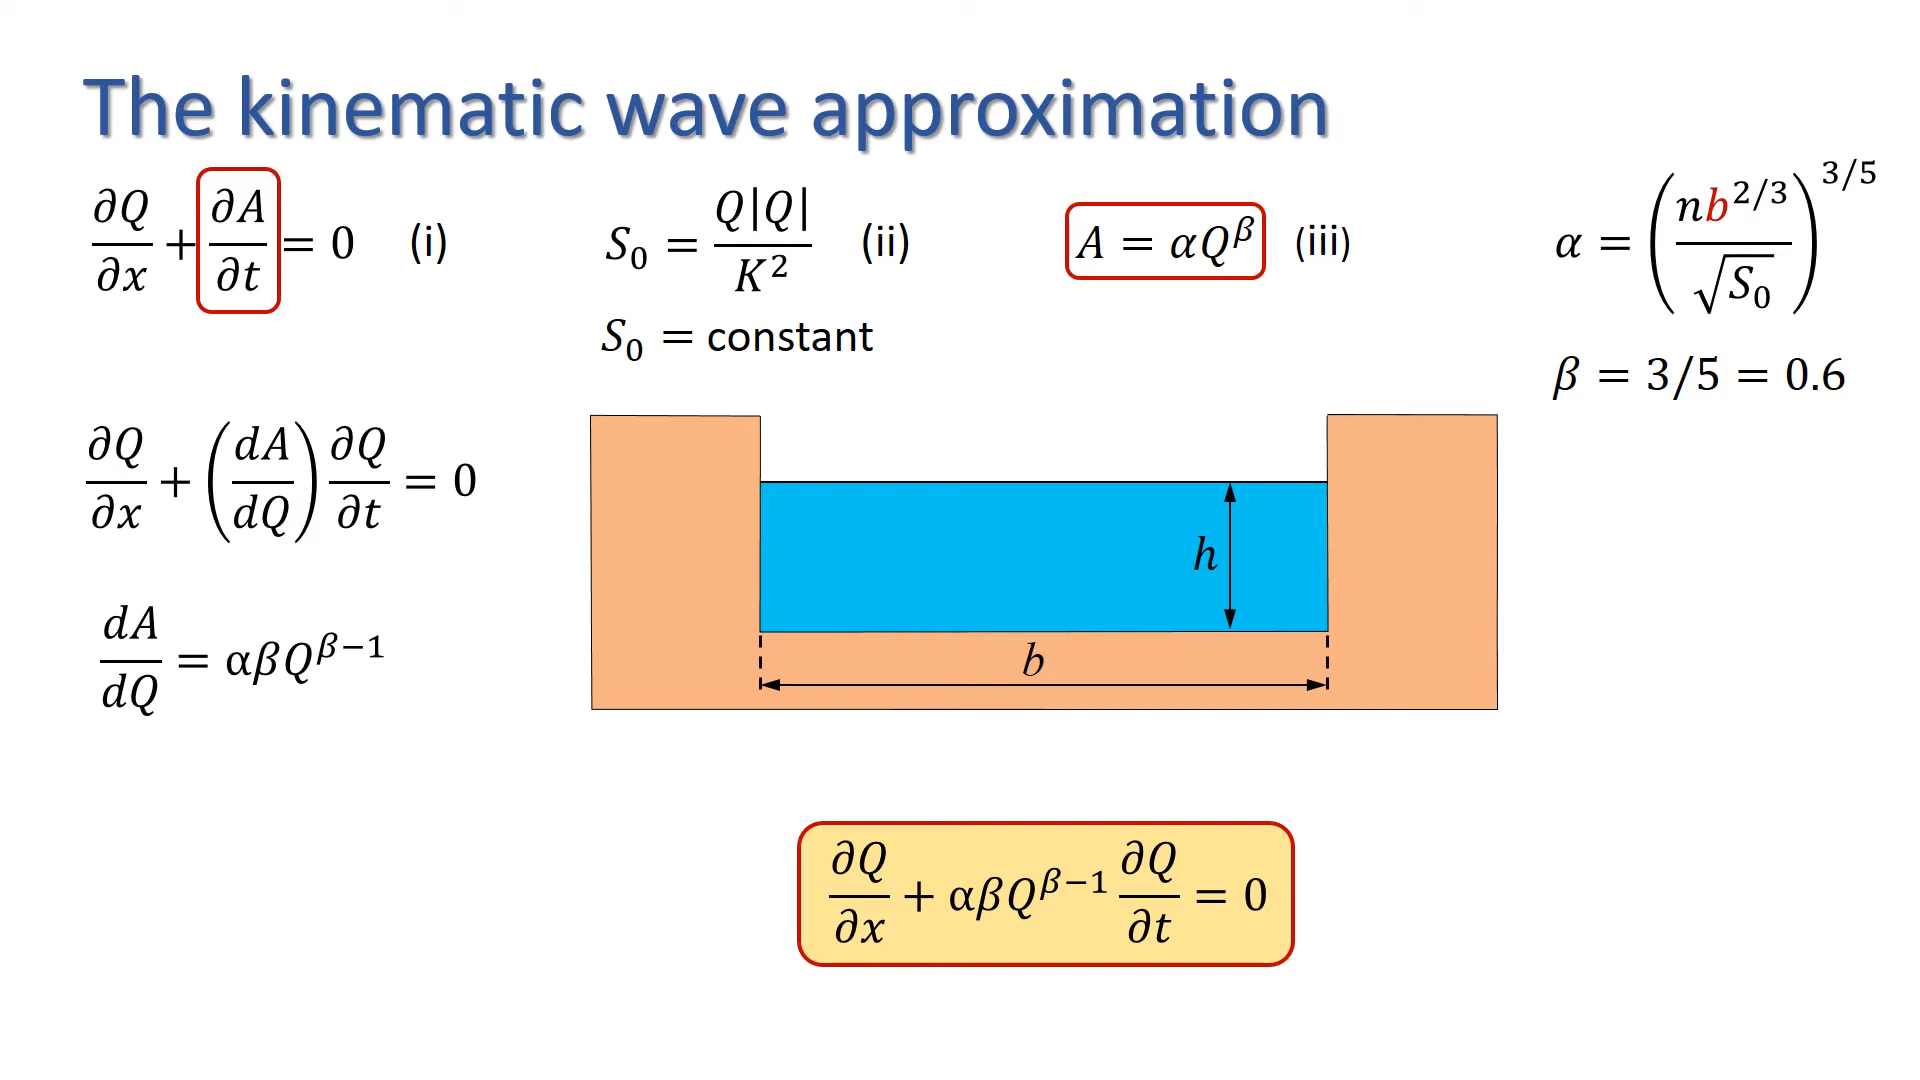 The kinematic wave approximation
∂Q/∂x + ∂A/∂t = 0 (i)
S₀ = Q|Q|/K² (ii)
S₀ = constant
A = αQ^β (iii)
α = (nb^(2/3)/√S₀)^(3/5)
β = 3/5 = 0.6
∂Q/∂x + (dA/dQ) ∂Q/∂t = 0
dA/dQ = αβQ^(β−1)
h
b
∂Q/∂x + αβQ^(β−1) ∂Q/∂t = 0